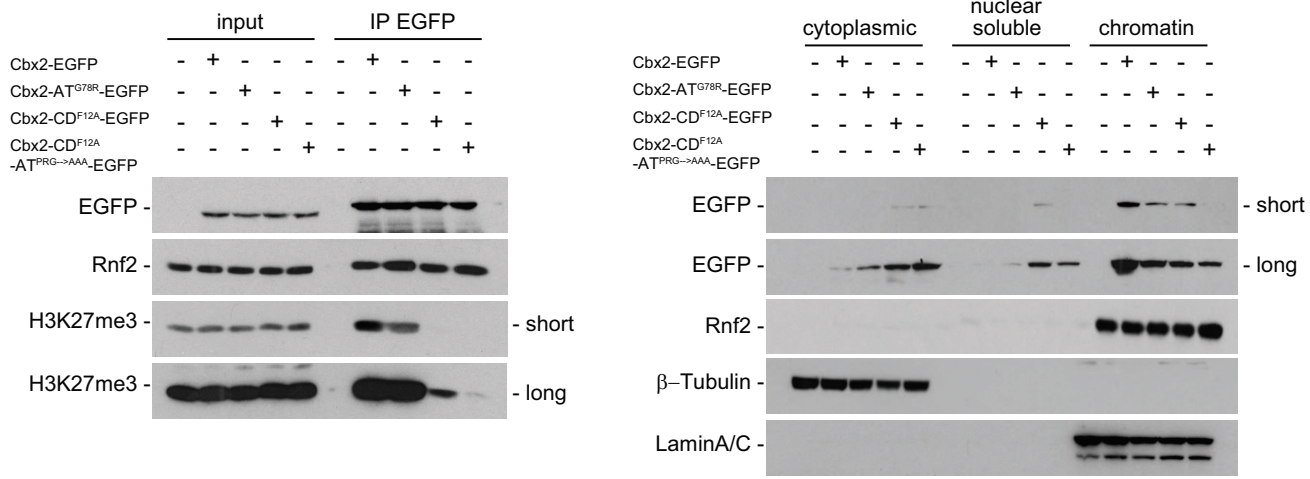 input IP EGFP
Cbx2-EGFP - + - - - - + - - -
Cbx2-AT^G78R-EGFP - - + - - - - + - -
Cbx2-CD^F12A-EGFP - - - + - - - - + -
Cbx2-CD^F12A - - - - + - - - - +
-AT^PRG-->AAA-EGFP
EGFP -
Rnf2 -
H3K27me3 - - short
H3K27me3 - - long
nuclear
cytoplasmic soluble chromatin
Cbx2-EGFP - + - - - - + - - - - + - - -
Cbx2-AT^G78R-EGFP - - + - - - - + - - - - + - -
Cbx2-CD^F12A-EGFP - - - + - - - - + - - - - + -
Cbx2-CD^F12A - - - - + - - - - + - - - - +
-AT^PRG-->AAA-EGFP
EGFP - - short
EGFP - - long
Rnf2 -
β–Tubulin -
LaminA/C -